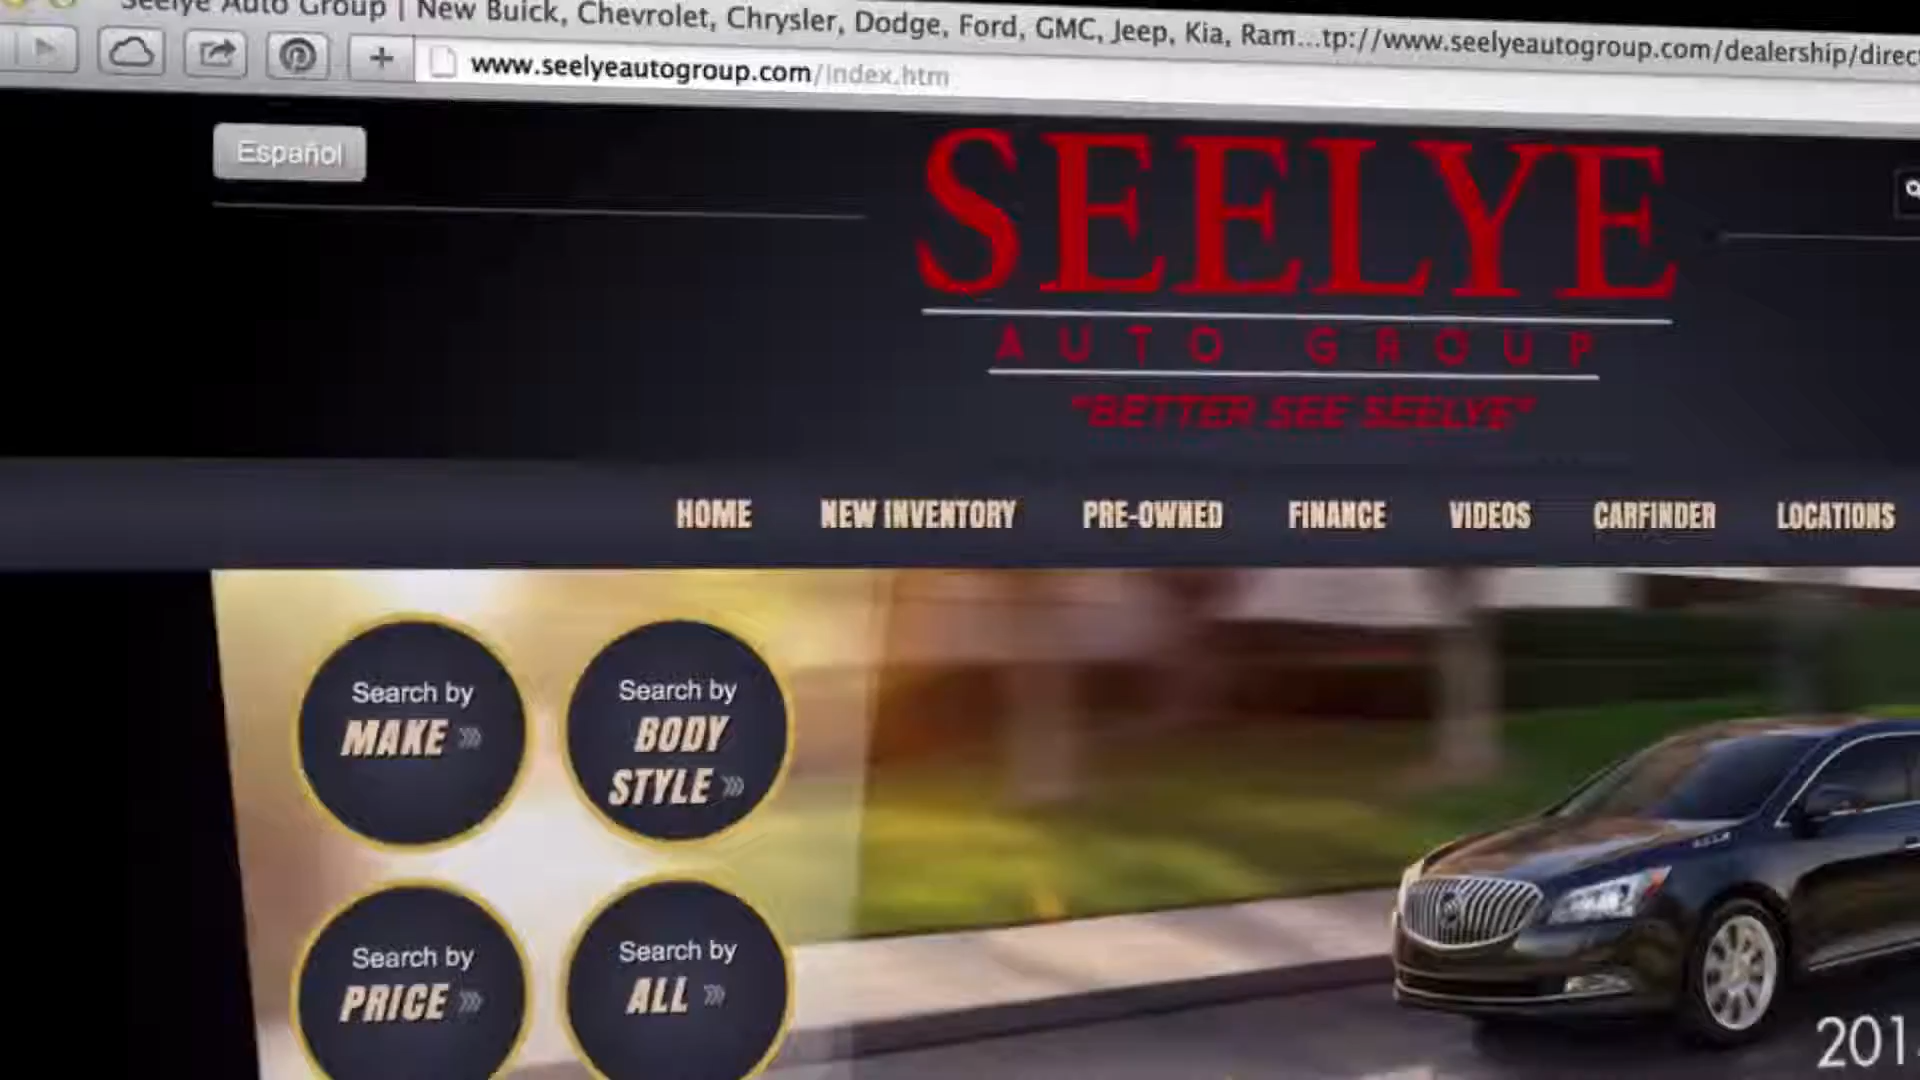 Seelye Auto Group | New Buick, Chevrolet, Chrysler, Dodge, Ford, GMC, Jeep, Kia, Ram...tp://www.seelyeautogroup.com/dealership/direc
www.seelyeautogroup.com/index.htm
Español
SEELYE
AUTO GROUP
"BETTER SEE SEELYE"
HOME NEW INVENTORY PRE-OWNED FINANCE VIDEOS CARFINDER LOCATIONS
Search by
MAKE »
Search by
BODY
STYLE »
Search by
PRICE »
Search by
ALL »
201